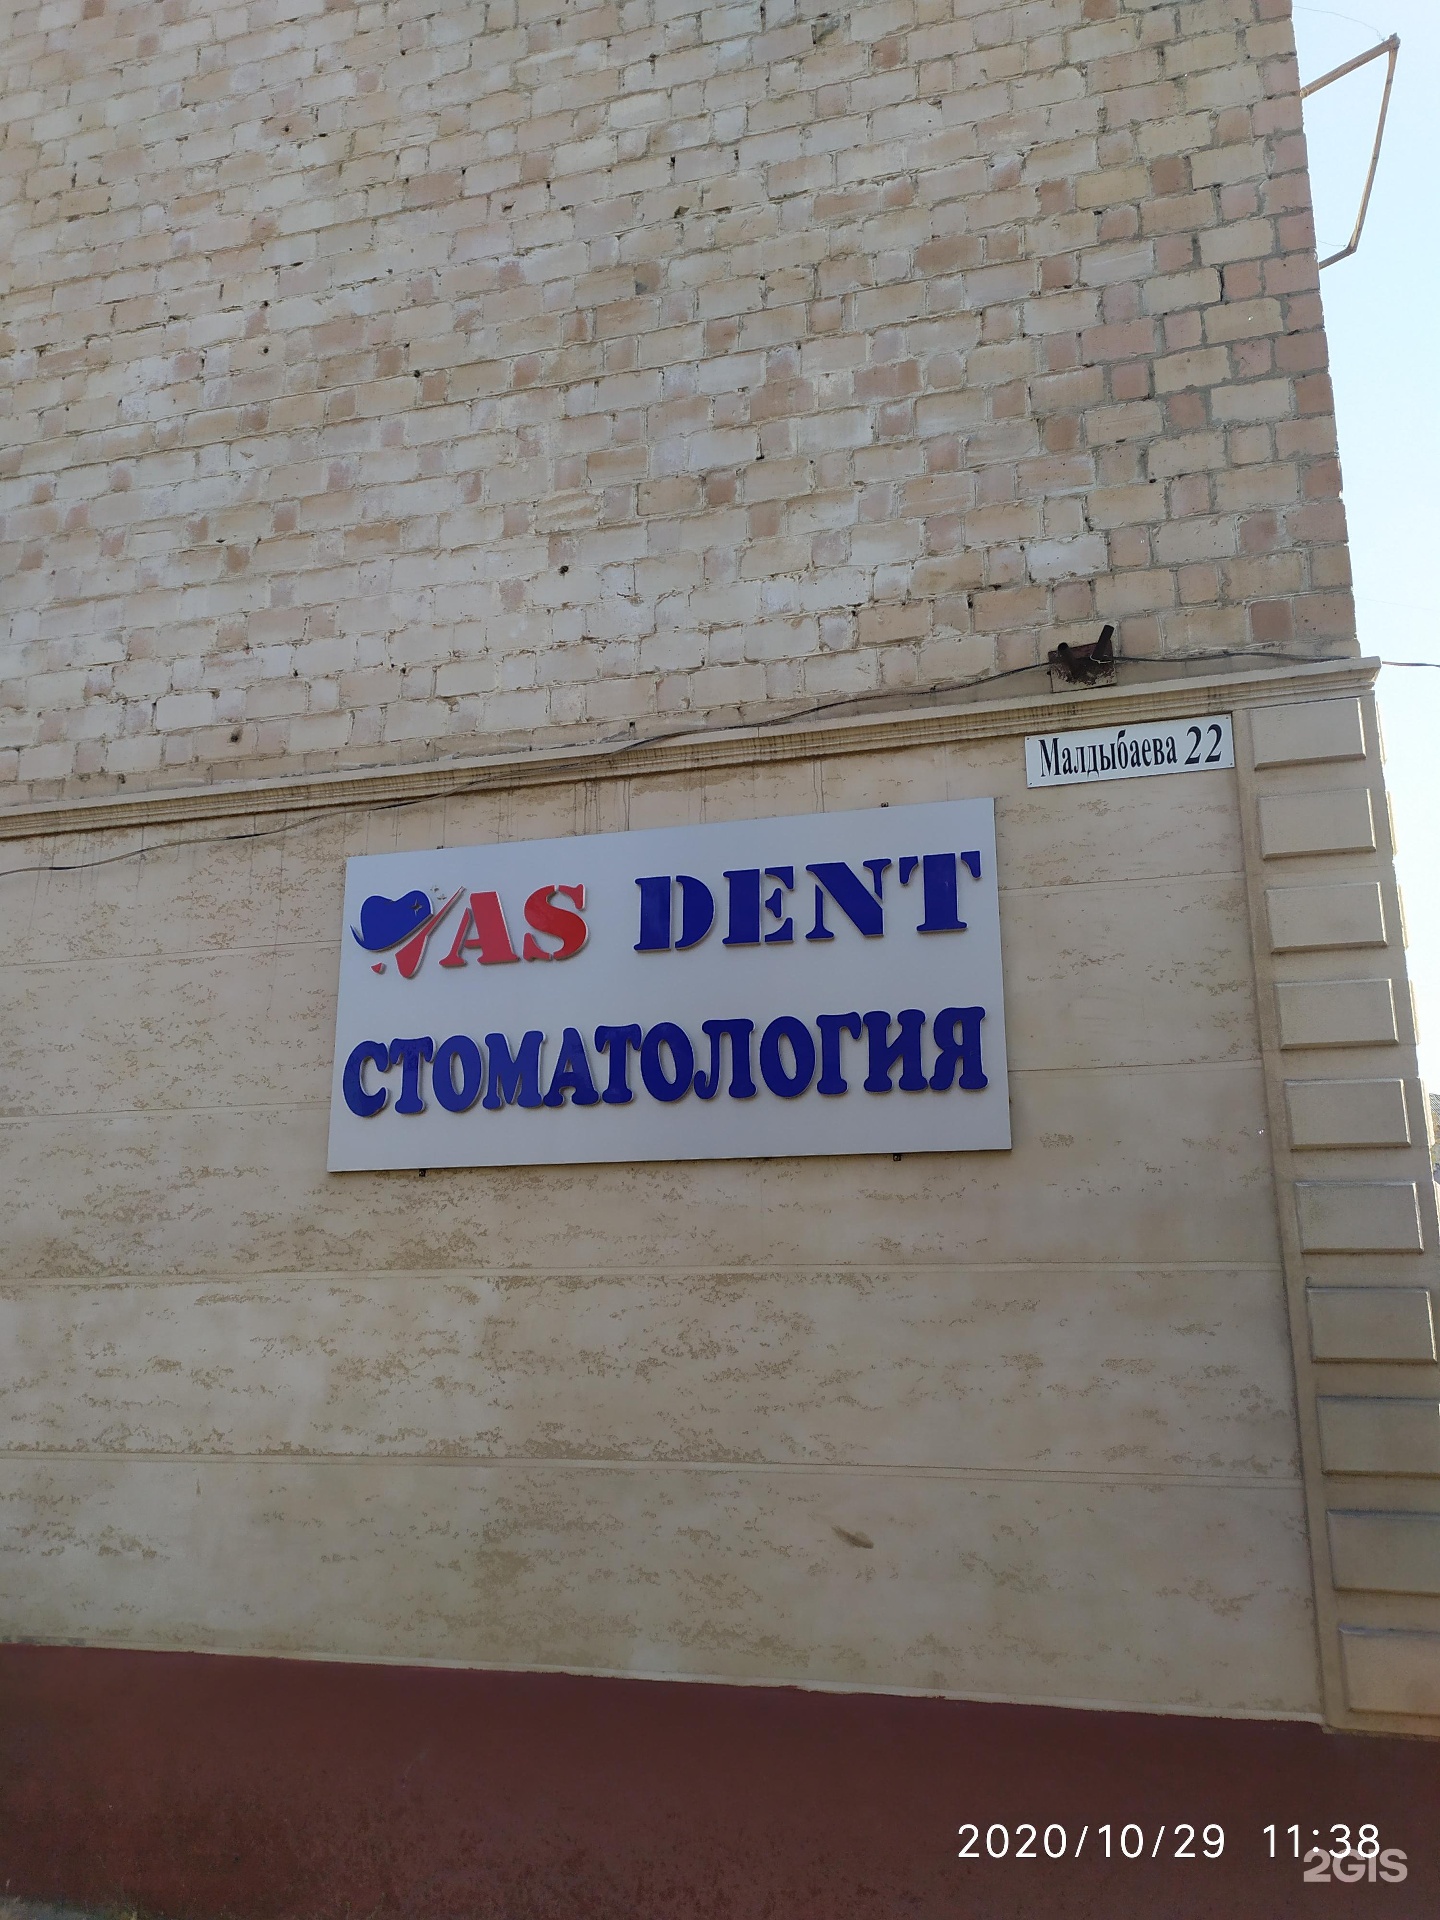 Малдыбаева 22
AS DENT
СТОМАТОЛОГИЯ
2020/10/29 11:38
2GIS